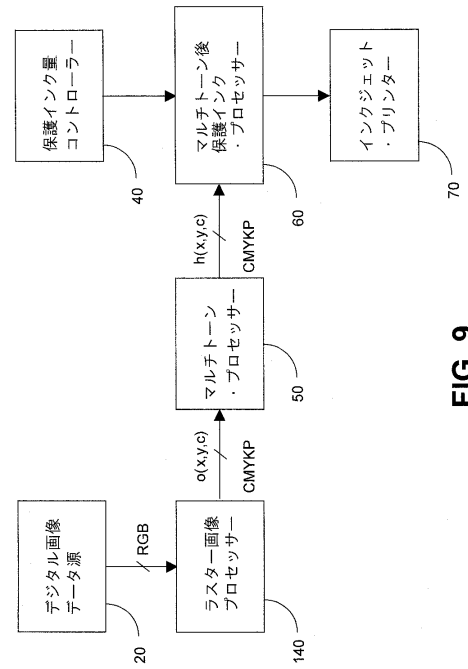 デジタル画像
データ源
20
RGB
ラスター画像
プロセッサー
140
o(x,y,c)
CMYKP
マルチトーン
・プロセッサー
50
h(x,y,c)
CMYKP
保護インク量
コントローラー
40
マルチトーン後
保護インク
・プロセッサー
60
インクジェット
・プリンター
70
FIG. 9